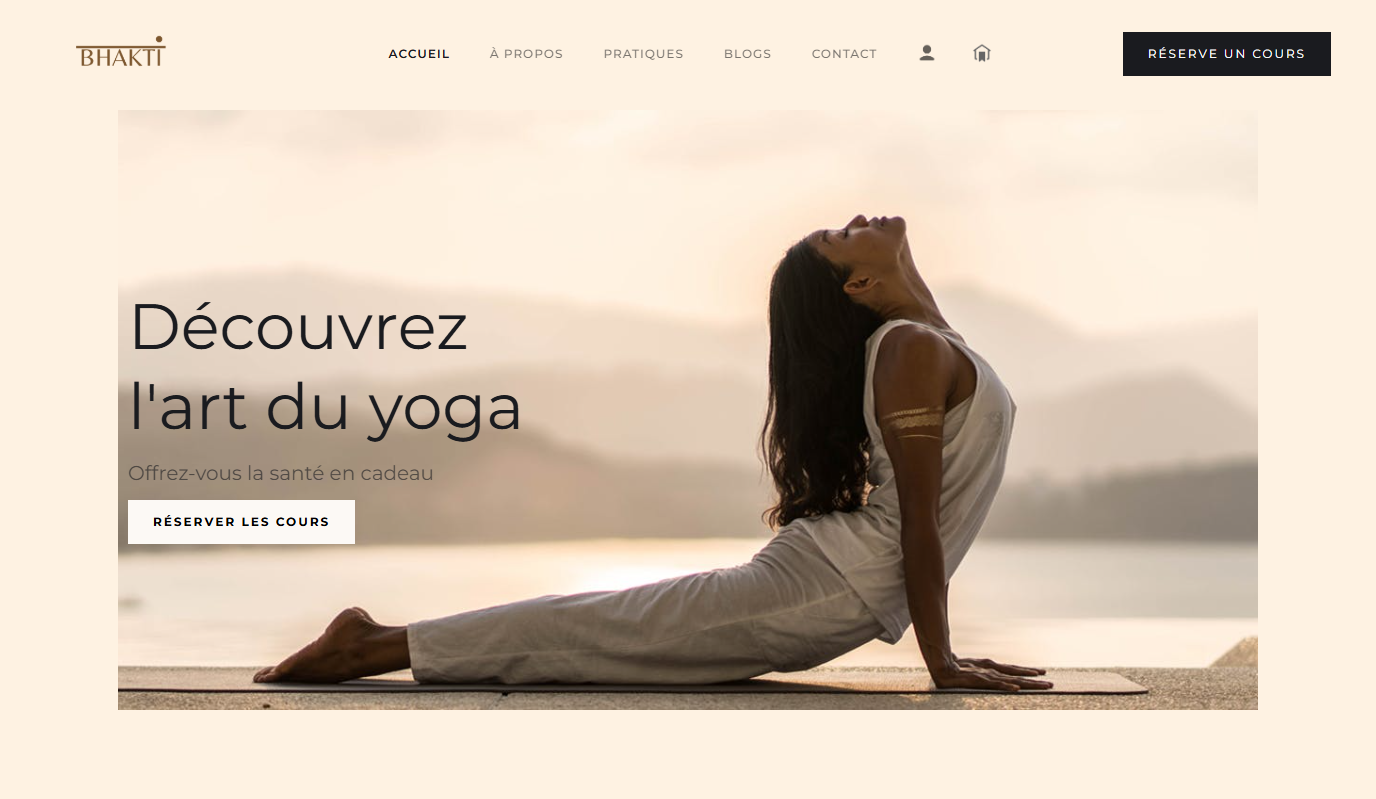 BHAKTI
ACCUEIL
À PROPOS
PRATIQUES
BLOGS
CONTACT
RÉSERVE UN COURS
Découvrez
l'art du yoga
Offrez-vous la santé en cadeau
RÉSERVER LES COURS